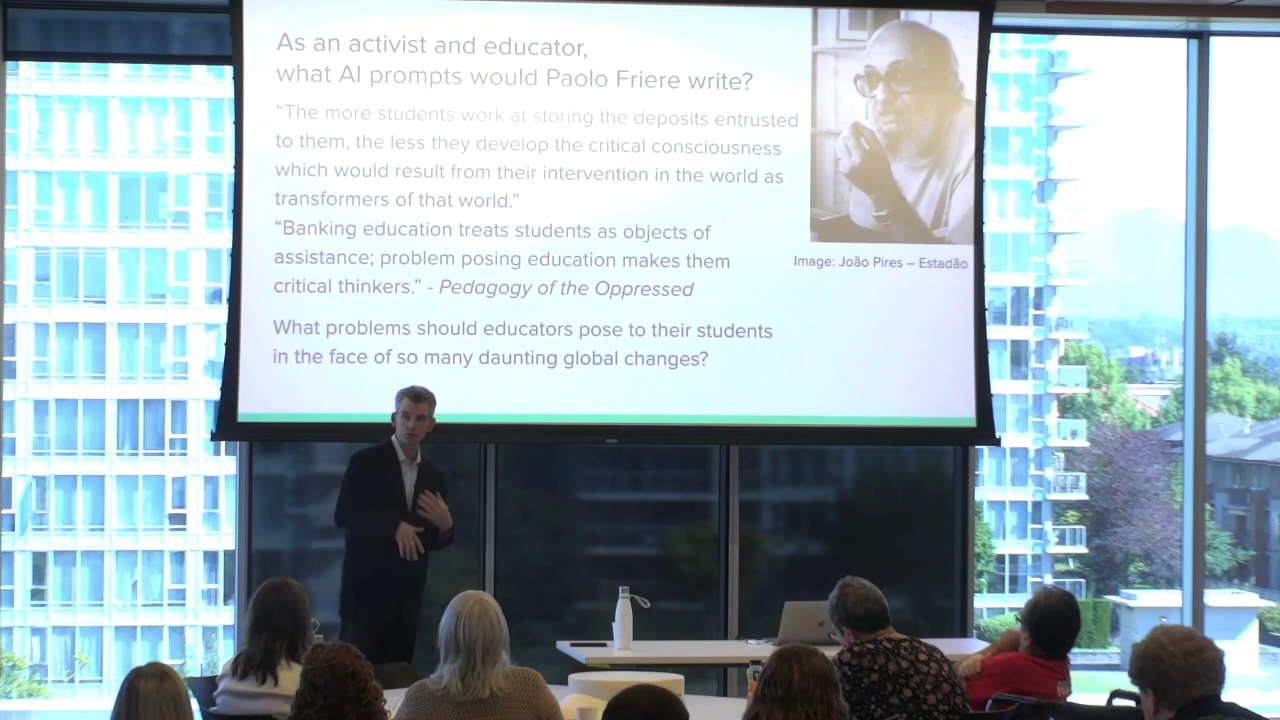 As an activist and educator,
what AI prompts would Paolo Friere write?
“The more students work at storing the deposits entrusted
to them, the less they develop the critical consciousness
which would result from their intervention in the world as
transformers of that world.”
“Banking education treats students as objects of
assistance; problem posing education makes them
critical thinkers.” - Pedagogy of the Oppressed
Image: João Pires – Estadão
What problems should educators pose to their students
in the face of so many daunting global changes?